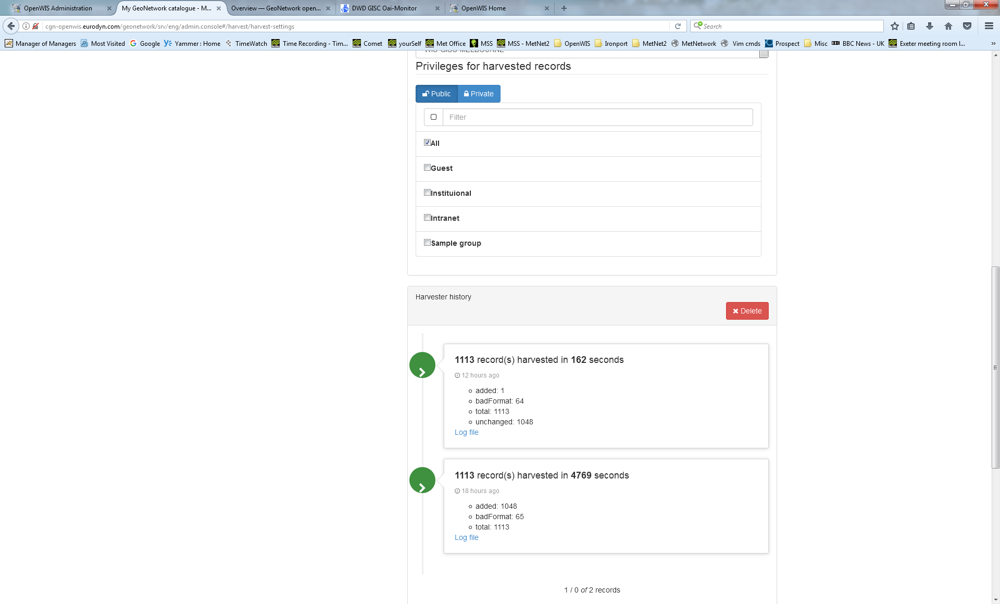 OpenWIS Administration
My GeoNetwork catalogue - M...
Overview — GeoNetwork open...
DWD GISC Oai-Monitor
OpenWIS Home
cgn-openwis.eurodyn.com/geonetwork/srv/eng/admin.console#/harvest/harvest-settings
Search
Manager of Managers
Most Visited
Google
Yammer : Home
TimeWatch
Time Recording - Tim...
Comet
yourSelf
Met Office
MSS
MSS - MetNet2
OpenWIS
Ironport
MetNet2
MetNetwork
Vim cmds
Prospect
Misc
BBC News - UK
Exeter meeting room l...
WIS GISC MELBOURNE
Privileges for harvested records
Public
Private
Filter
All
Guest
Instituional
Intranet
Sample group
Harvester history
Delete
1113 record(s) harvested in 162 seconds
12 hours ago
added: 1
badFormat: 64
total: 1113
unchanged: 1048
Log file
1113 record(s) harvested in 4769 seconds
18 hours ago
added: 1048
badFormat: 65
total: 1113
Log file
1 / 0 of 2 records